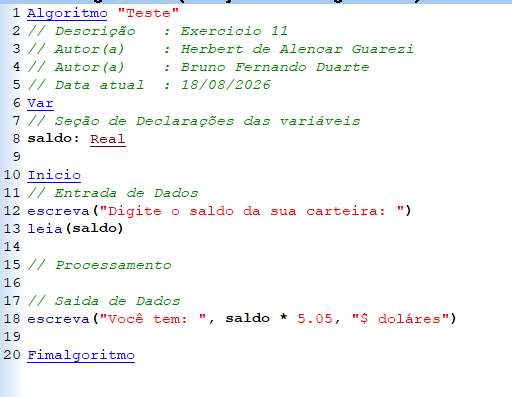 1 Algoritmo "Teste"
2 // Descrição : Exercicio 11
3 // Autor(a) : Herbert de Alencar Guarezi
4 // Autor(a) : Bruno Fernando Duarte
5 // Data atual : 18/08/2026
6 Var
7 // Seção de Declarações das variáveis
8 saldo: Real
9
10 Inicio
11 // Entrada de Dados
12 escreva("Digite o saldo da sua carteira: ")
13 leia(saldo)
14
15 // Processamento
16
17 // Saida de Dados
18 escreva("Você tem: ", saldo * 5.05, "$ doláres")
19
20 Fimalgoritmo